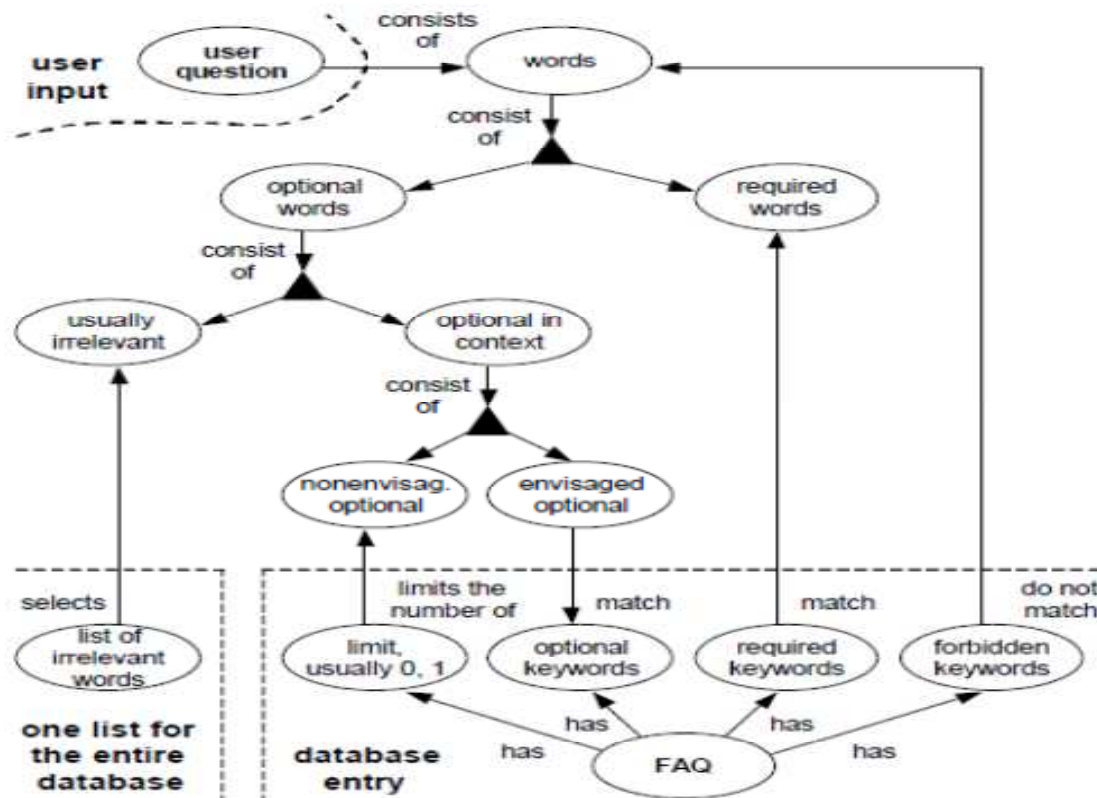 consists
of
user
question
words
user
input
consist
of
optional
words
required
words
consist
of
usually
irrelevant
optional in
context
consist
of
nonenvisag.
optional
envisaged
optional
selects
limits the
number of
match
match
do not
match
list of
irrelevant
words
limit,
usually 0, 1
optional
keywords
required
keywords
forbidden
keywords
one list for
the entire
database
database
entry
has
has
has
has
FAQ